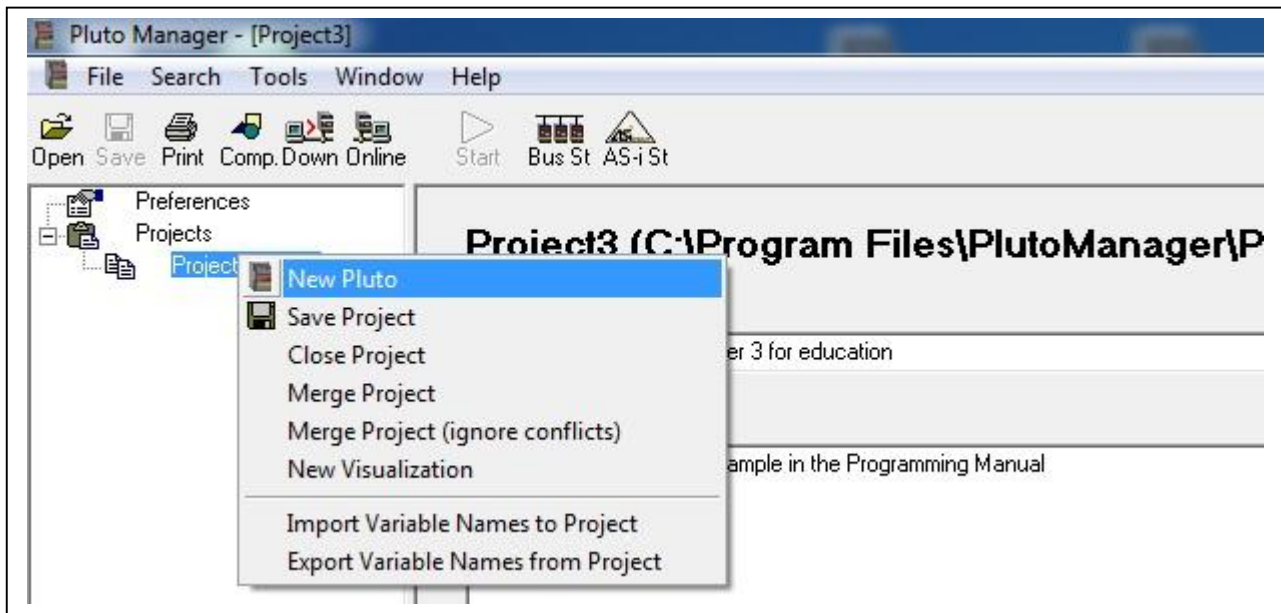 Pluto Manager - [Project3]
File Search Tools Window Help
Open Save Print Comp. Down Online Start Bus St AS-i St
Preferences
Projects
Project
Project3 (C:\Program Files\PlutoManager\P
New Pluto
Save Project
Close Project
er 3 for education
Merge Project
Merge Project (ignore conflicts)
New Visualization
ample in the Programming Manual
Import Variable Names to Project
Export Variable Names from Project